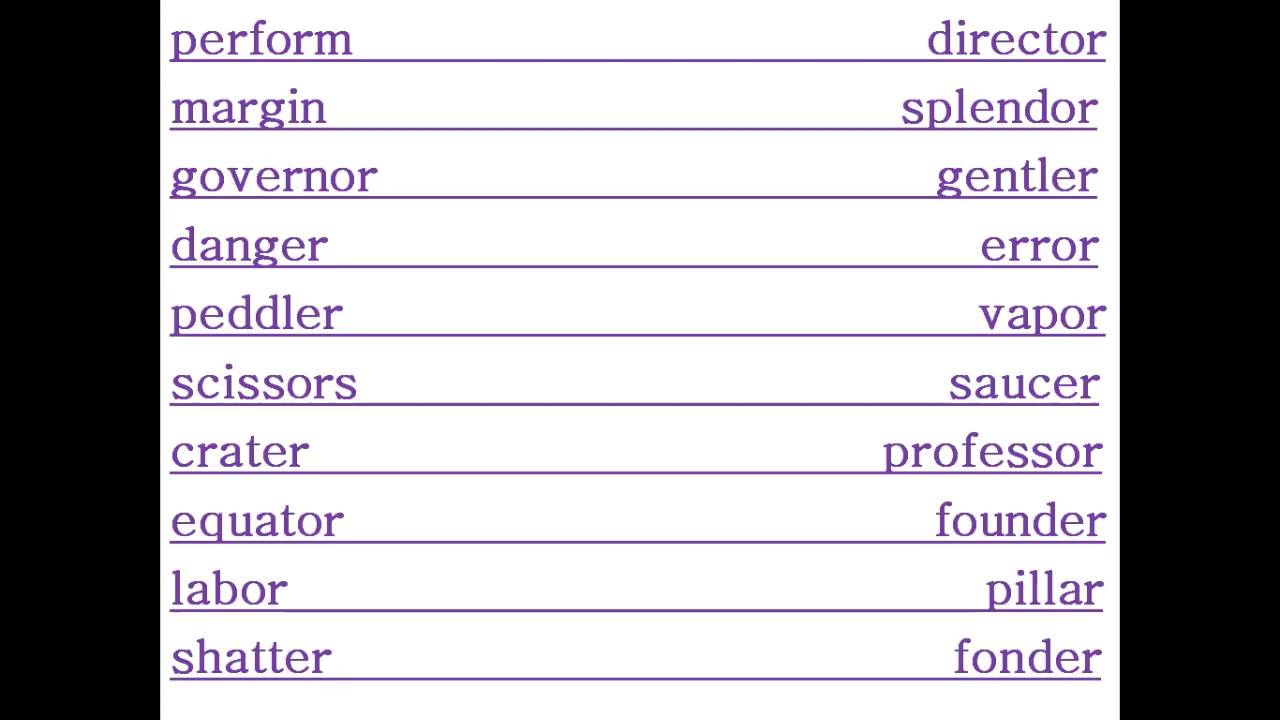 perform director
margin splendor
governor gentler
danger error
peddler vapor
scissors saucer
crater professor
equator founder
labor pillar
shatter fonder